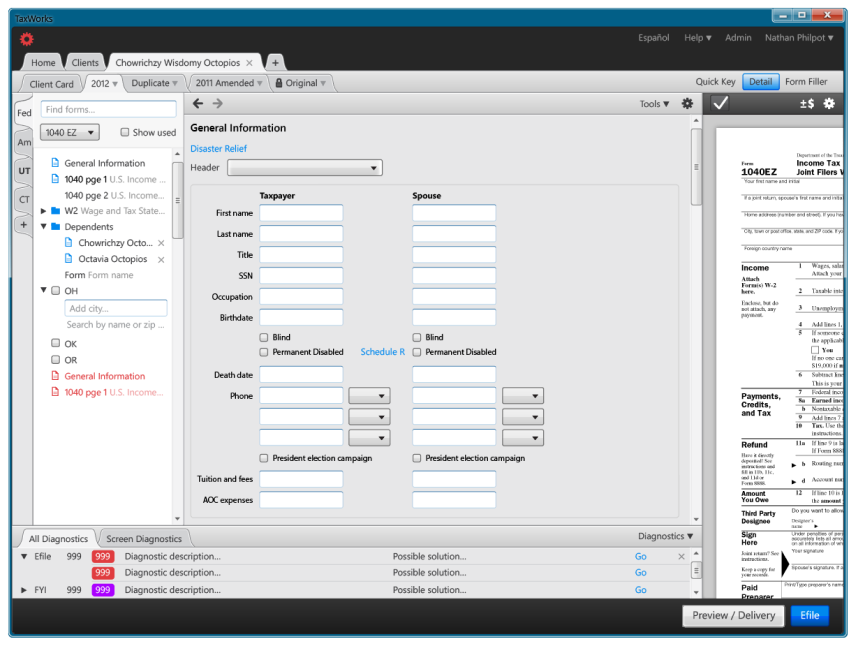 TaxWorks
Español Help ▼ Admin Nathan Philpot ▼
Home Clients Chowrichzy Wisdomy Octopios × +
Client Card 2012 ▼ Duplicate ▼ 2011 Amended ▼ Original ▼ Quick Key Detail Form Filler
Fed
Am
UT
CT
+
Find forms...
1040 EZ ▼ Show used
General Information
1040 pge 1 U.S. Income ...
1040 pge 2 U.S. Income...
W2 Wage and Tax State...
Dependents
Chowrichzy Octo... ×
Octavia Octopios ×
Form Form name
OH
Add city...
Search by name or zip ...
OK
OR
General Information
1040 pge 1 U.S. Income...
Tools ▼
General Information
Disaster Relief
Header
Taxpayer Spouse
First name
Last name
Title
SSN
Occupation
Birthdate
Blind Blind
Permanent Disabled Schedule R Permanent Disabled
Death date
Phone
President election campaign President election campaign
Tuition and fees
AOC expenses
±$
Form
1040EZ
Income Tax
Joint Filers
Your first name and initial
If a joint return, spouse's first name and initial
Home address (number and street). If you ha
City, town or post office, state, and ZIP code. If yo
Foreign country name
Income
Attach
Form(s) W-2
here.
Enclose, but do
not attach, any
payment.
1 Wages, salar
Attach your
2 Taxable inte
3 Unemploym
4 Add lines 1,
5 If someone
the applicabl
You
If no one can
$19,000 if m
6 Subtract line
This is your
Payments,
Credits,
and Tax
7 Federal inco
8a Earned inco
b Nontaxable
9 Add lines 7
10 Tax. Use the
instructions.
Refund
Have it directly
deposited! See
instructions and
fill in 11b, 11c,
and 11d or
Form 8888.
11a If line 9 is la
If Form 8888
b Routing num
d Account num
Amount
You Owe
12 If line 10 is
the amount
Third Party
Designee
Do you want to allow
Designee's
name
Sign
Here
Joint return? See
instructions.
Keep a copy for
your records.
Under penalties of per
accurately lists all amou
on all information of wh
Your signature
Spouse's signature. If a
Paid
Preparer
Print/Type preparer's name
All Diagnostics Screen Diagnostics Diagnostics ▼
Efile 999 999 Diagnostic description... Possible solution... Go ×
999 Diagnostic description... Possible solution... Go
FYI 999 999 Diagnostic description... Possible solution... Go
Preview / Delivery Efile